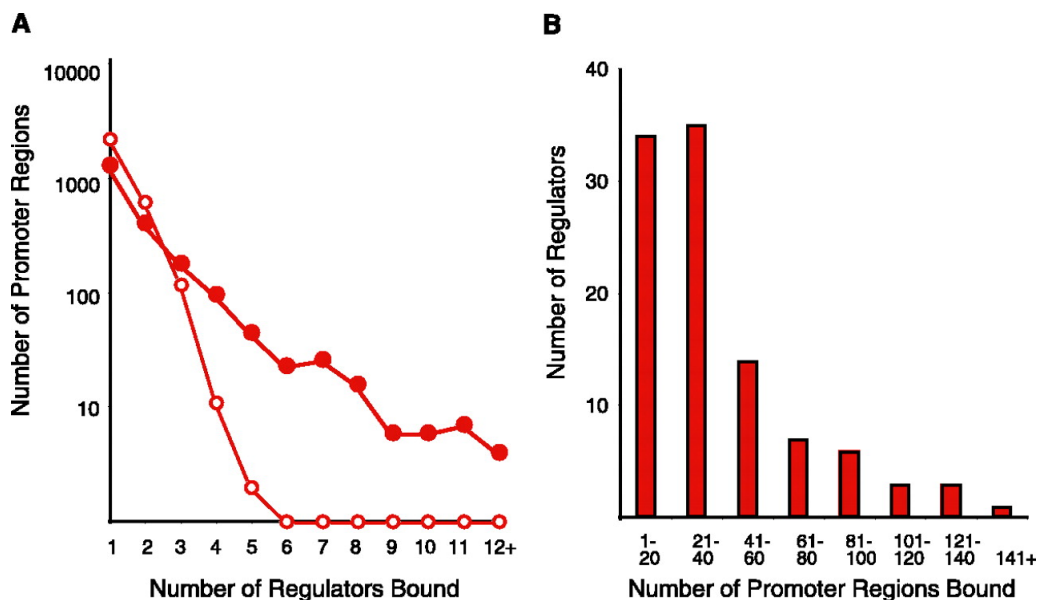 A
Number of Promoter Regions
10000
1000
100
10
1 2 3 4 5 6 7 8 9 10 11 12+
Number of Regulators Bound
B
Number of Regulators
40
30
20
10
1- 21- 41- 61- 81- 101- 121-
20 40 60 80 100 120 140 141+
Number of Promoter Regions Bound